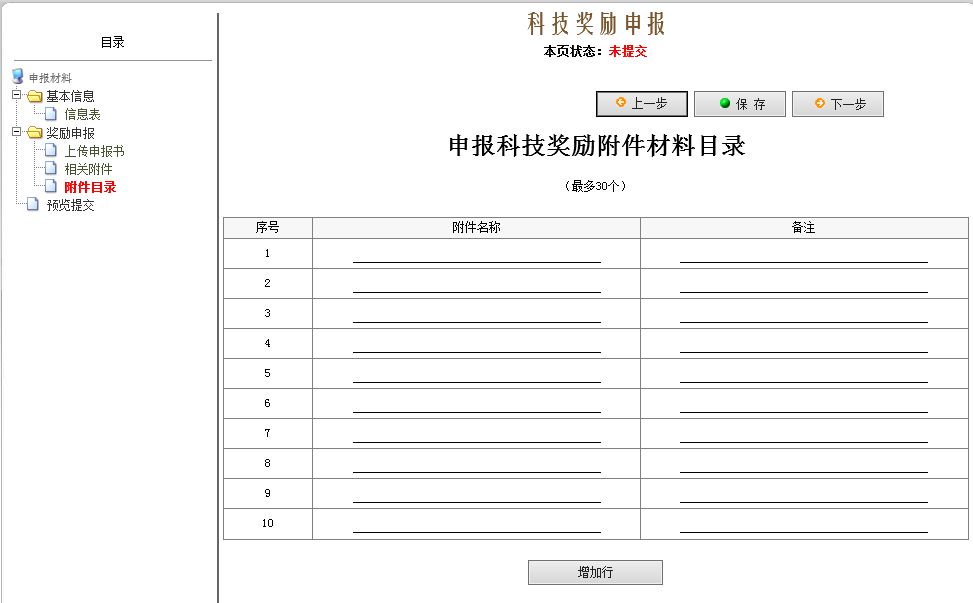 目录
申报材料
基本信息
信息表
奖励申报
上传申报书
相关附件
附件目录
预览提交
科技奖励申报
本页状态：未提交
上一步 保 存 下一步
申报科技奖励附件材料目录
（最多30个）
序号 附件名称 备注
1
2
3
4
5
6
7
8
9
10
增加行